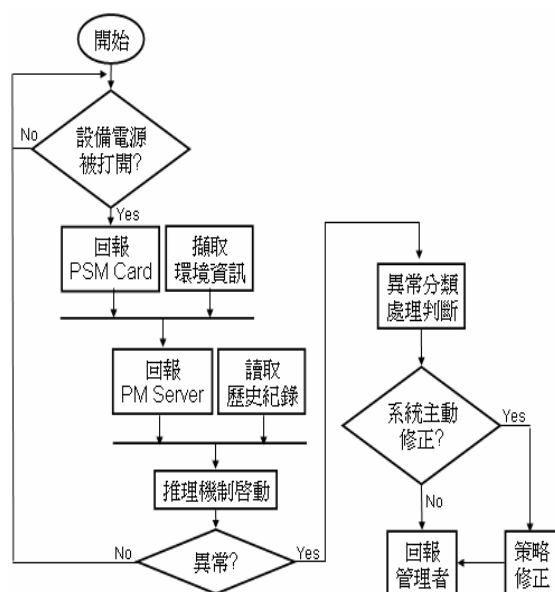 開始
設備電源
被打開?
No
Yes
回報
PSM Card
擷取
環境資訊
回報
PM Server
讀取
歷史紀錄
推理機制啓動
異常?
No
Yes
異常分類
處理判斷
系統主動
修正?
Yes
No
回報
管理者
策略
修正